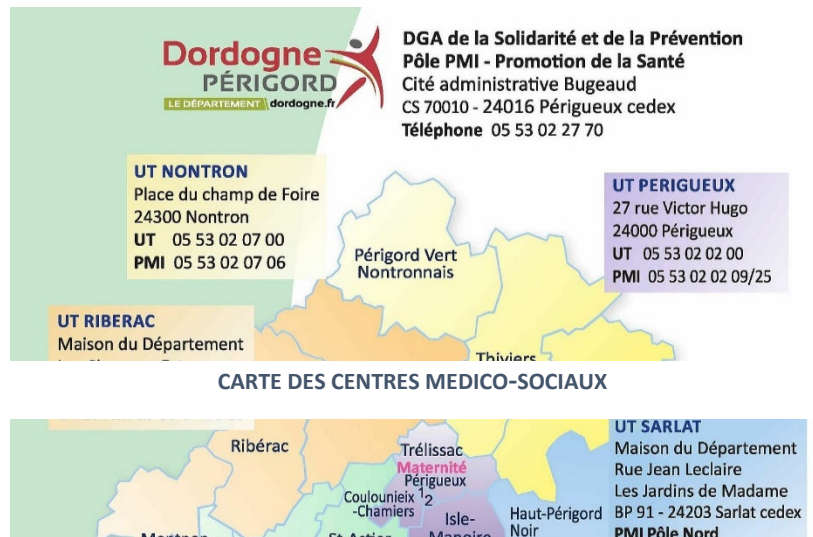 Dordogne
PÉRIGORD
LE DÉPARTEMENT dordogne.fr
DGA de la Solidarité et de la Prévention
Pôle PMI - Promotion de la Santé
Cité administrative Bugeaud
CS 70010 - 24016 Périgueux cedex
Téléphone 05 53 02 27 70
UT NONTRON
Place du champ de Foire
24300 Nontron
UT 05 53 02 07 00
PMI 05 53 02 07 06
UT PERIGUEUX
27 rue Victor Hugo
24000 Périgueux
UT 05 53 02 02 00
PMI 05 53 02 02 09/25
Périgord Vert
Nontronnais
UT RIBERAC
Maison du Département
Thiviers
CARTE DES CENTRES MEDICO-SOCIAUX
UT SARLAT
Maison du Département
Rue Jean Leclaire
Les Jardins de Madame
BP 91 - 24203 Sarlat cedex
PMI Pôle Nord
Ribérac
Trélissac
Maternité
Périgueux
1
2
Coulounieix
-Chamiers
Isle-
Manoire
Haut-Périgord
Noir